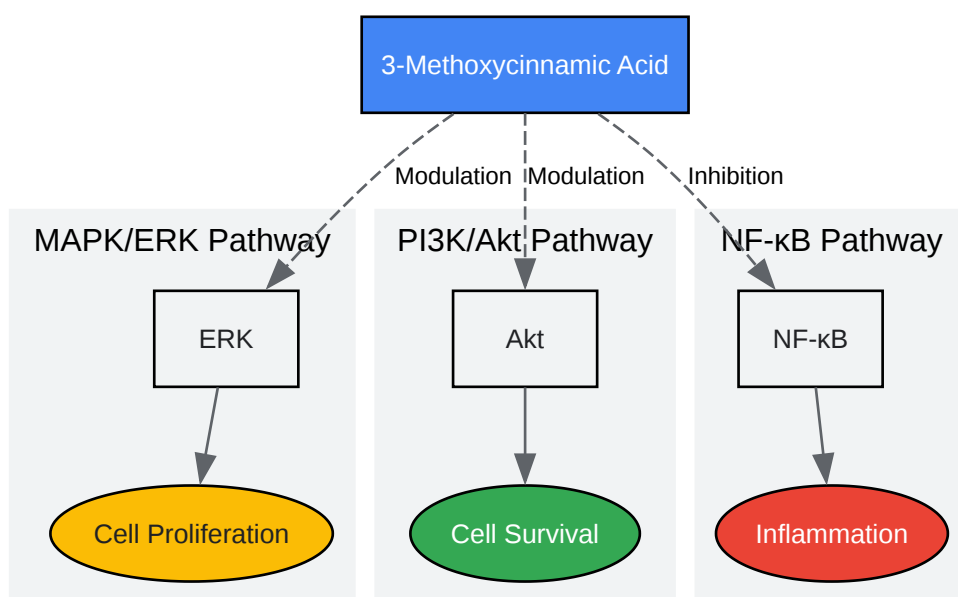 3-Methoxycinnamic Acid
Modulation
Modulation
Inhibition
MAPK/ERK Pathway
PI3K/Akt Pathway
NF-κB Pathway
ERK
Akt
NF-κB
Cell Proliferation
Cell Survival
Inflammation